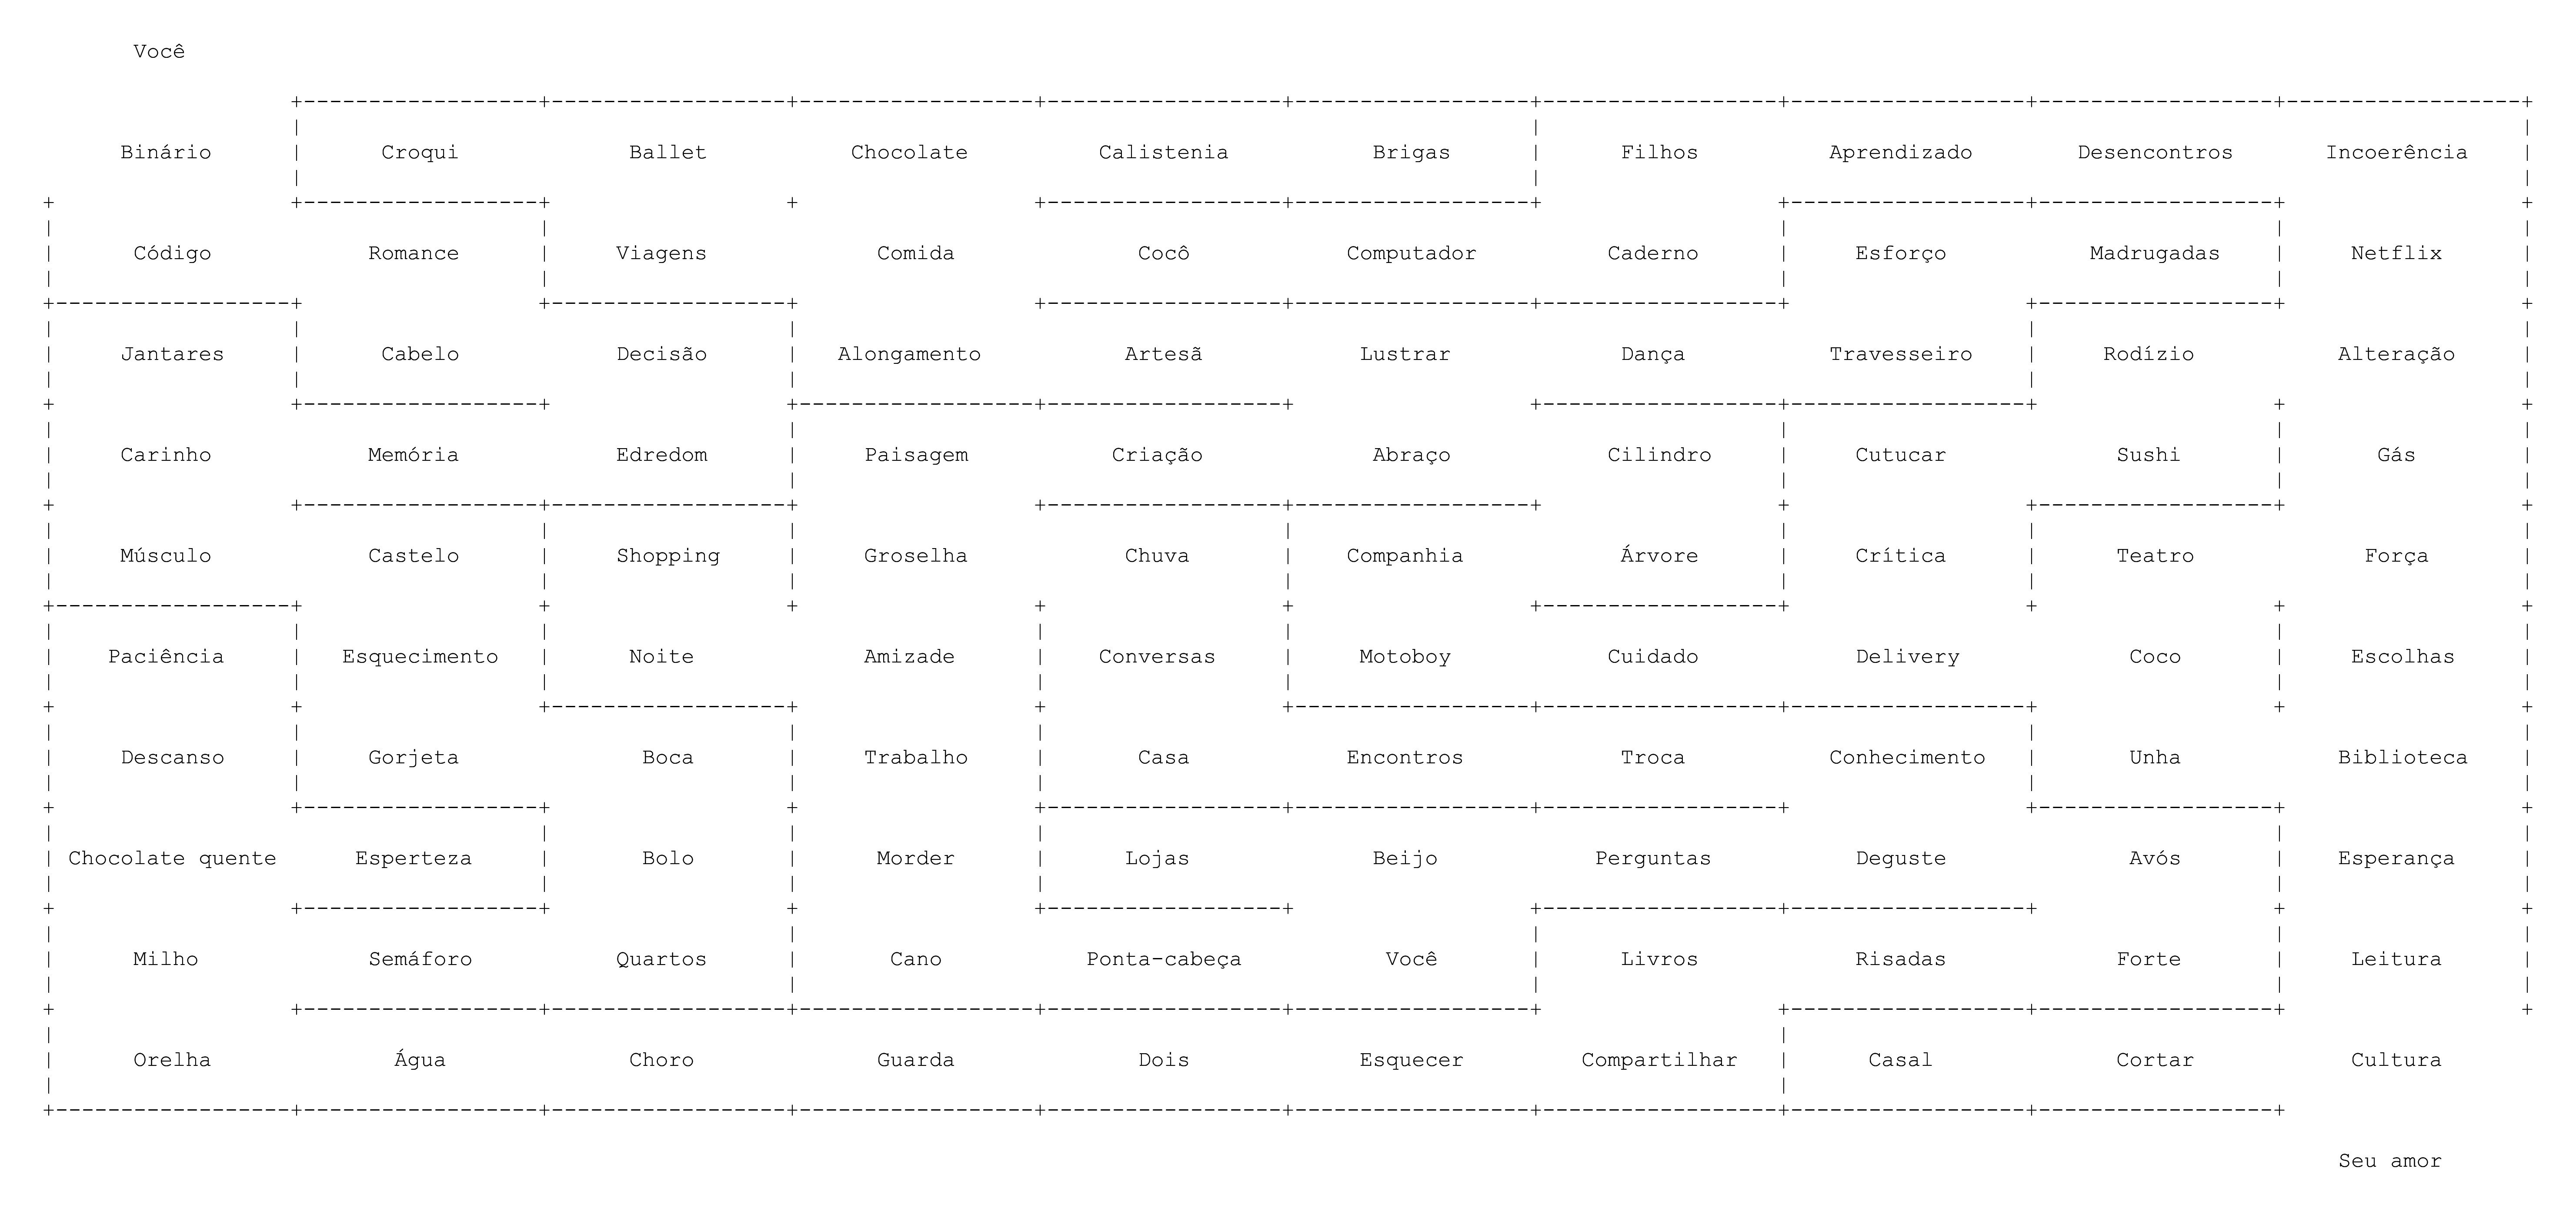 Você
Binário Croqui Ballet Chocolate Calistenia Brigas Filhos Aprendizado Desencontros Incoerência
Código Romance Viagens Comida Cocô Computador Caderno Esforço Madrugadas Netflix
Jantares Cabelo Decisão Alongamento Artesã Lustrar Dança Travesseiro Rodízio Alteração
Carinho Memória Edredom Paisagem Criação Abraço Cilindro Cutucar Sushi Gás
Músculo Castelo Shopping Groselha Chuva Companhia Árvore Crítica Teatro Força
Paciência Esquecimento Noite Amizade Conversas Motoboy Cuidado Delivery Coco Escolhas
Descanso Gorjeta Boca Trabalho Casa Encontros Troca Conhecimento Unha Biblioteca
Chocolate quente Esperteza Bolo Morder Lojas Beijo Perguntas Deguste Avós Esperança
Milho Semáforo Quartos Cano Ponta-cabeça Você Livros Risadas Forte Leitura
Orelha Água Choro Guarda Dois Esquecer Compartilhar Casal Cortar Cultura
Seu amor